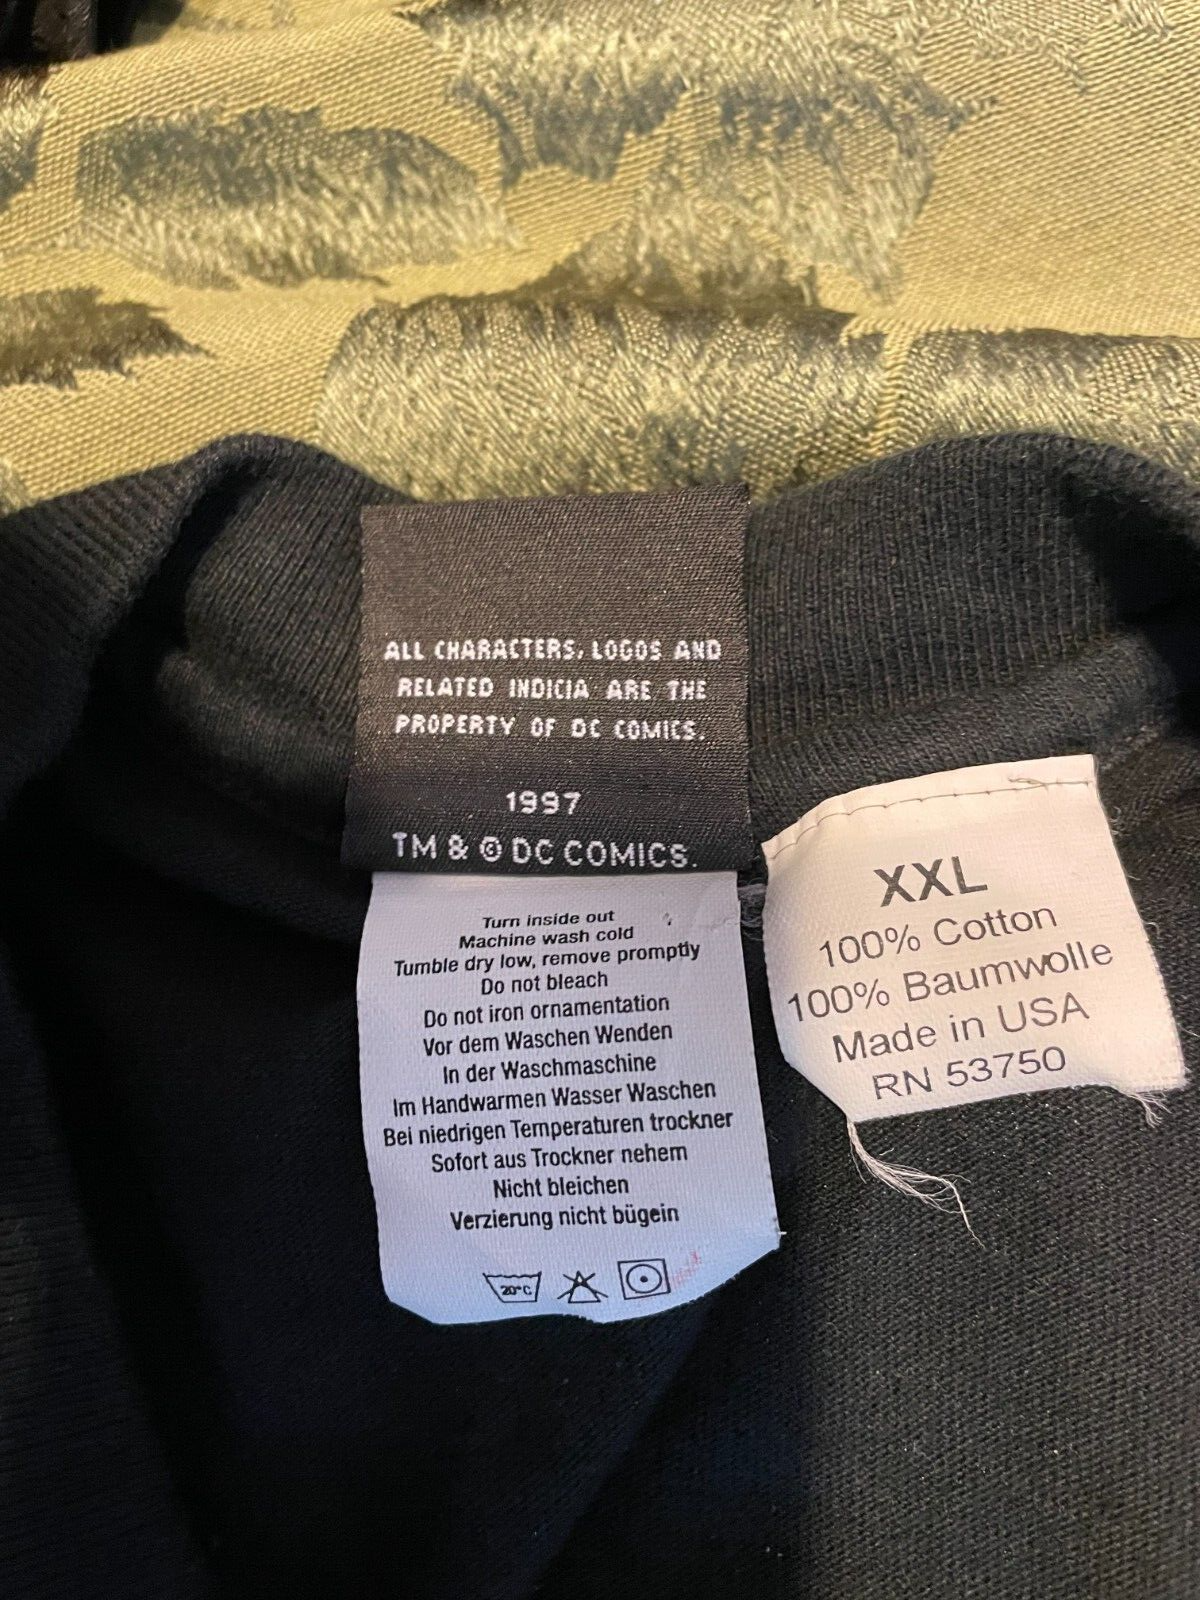 ALL CHARACTERS, LOGOS AND
RELATED INDICIA ARE THE
PROPERTY OF DC COMICS.
1997
TM & © DC COMICS.
Turn inside out
Machine wash cold
Tumble dry low, remove promptly
Do not bleach
Do not iron ornamentation
Vor dem Waschen Wenden
In der Waschmaschine
Im Handwarmen Wasser Waschen
Bei niedrigen Temperaturen trockner
Sofort aus Trockner nehem
Nicht bleichen
Verzierung nicht bügein
20°C
XXL
100% Cotton
100% Baumwolle
Made in USA
RN 53750